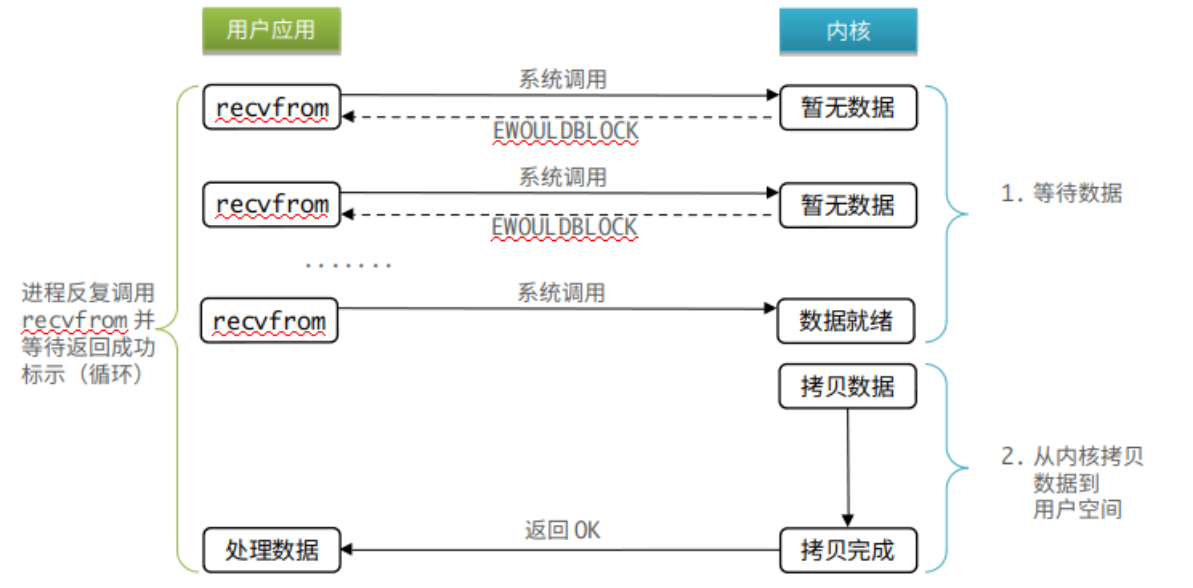 用户应用
内核
系统调用
recvfrom
暂无数据
EWOULDBLOCK
系统调用
recvfrom
暂无数据
EWOULDBLOCK
1. 等待数据
.......
进程反复调用
recvfrom 并
等待返回成功
标示（循环）
系统调用
recvfrom
数据就绪
拷贝数据
2. 从内核拷贝
数据到
用户空间
返回 OK
处理数据
拷贝完成